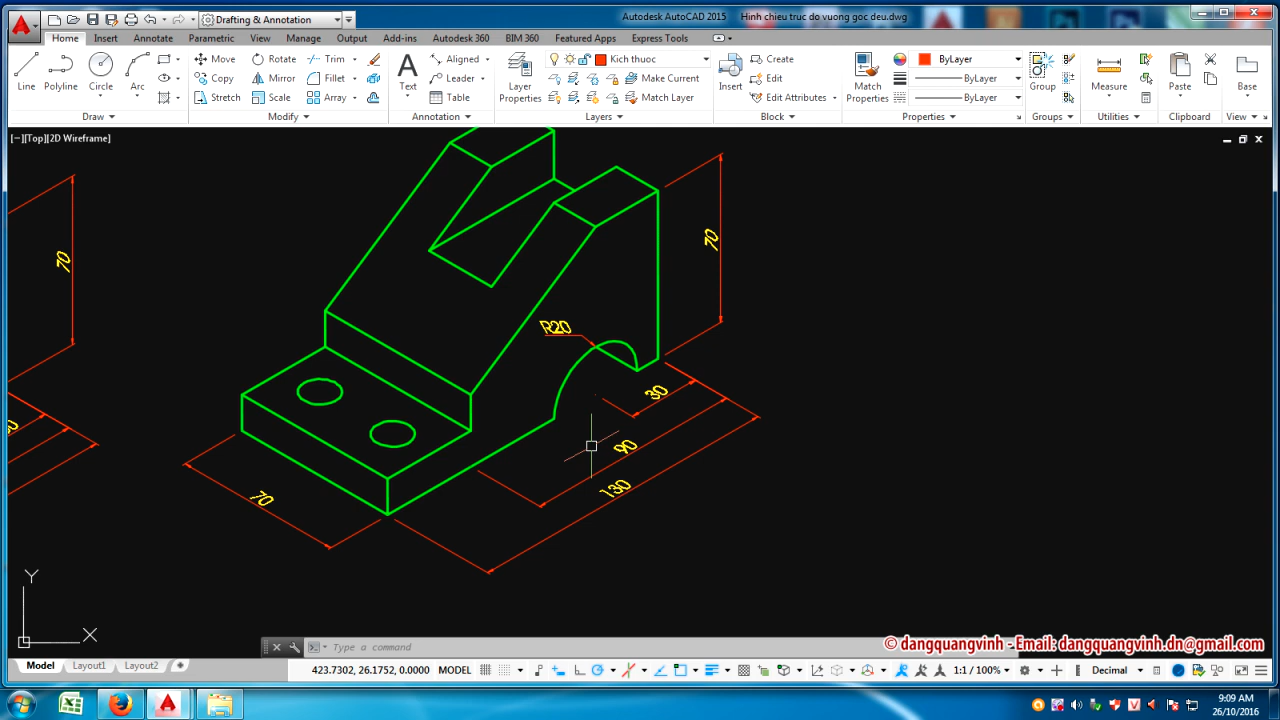 Autodesk AutoCAD 2015 Hinh chieu truc do vuong goc deu.dwg
Drafting & Annotation
Home Insert Annotate Parametric View Manage Output Add-ins Autodesk 360 BIM 360 Featured Apps Express Tools
Line Polyline Circle Arc
Move Rotate Trim
Copy Mirror Fillet
Stretch Scale Array
Text
Aligned
Leader
Table
Layer Properties
Kich thuoc
Make Current
Match Layer
Insert
Create
Edit
Edit Attributes
Match Properties
ByLayer
ByLayer
ByLayer
Group
Measure
Paste
Base
Draw Modify Annotation Layers Block Properties Groups Utilities Clipboard View
[−][Top][2D Wireframe]
70
70
R20
30
90
130
70
Y
X
Type a command
© dangquangvinh - Email: dangquangvinh.dn@gmail.com
Model Layout1 Layout2
423.7302, 26.1752, 0.0000 MODEL
1:1 / 100%
Decimal
9:09 AM
26/10/2016